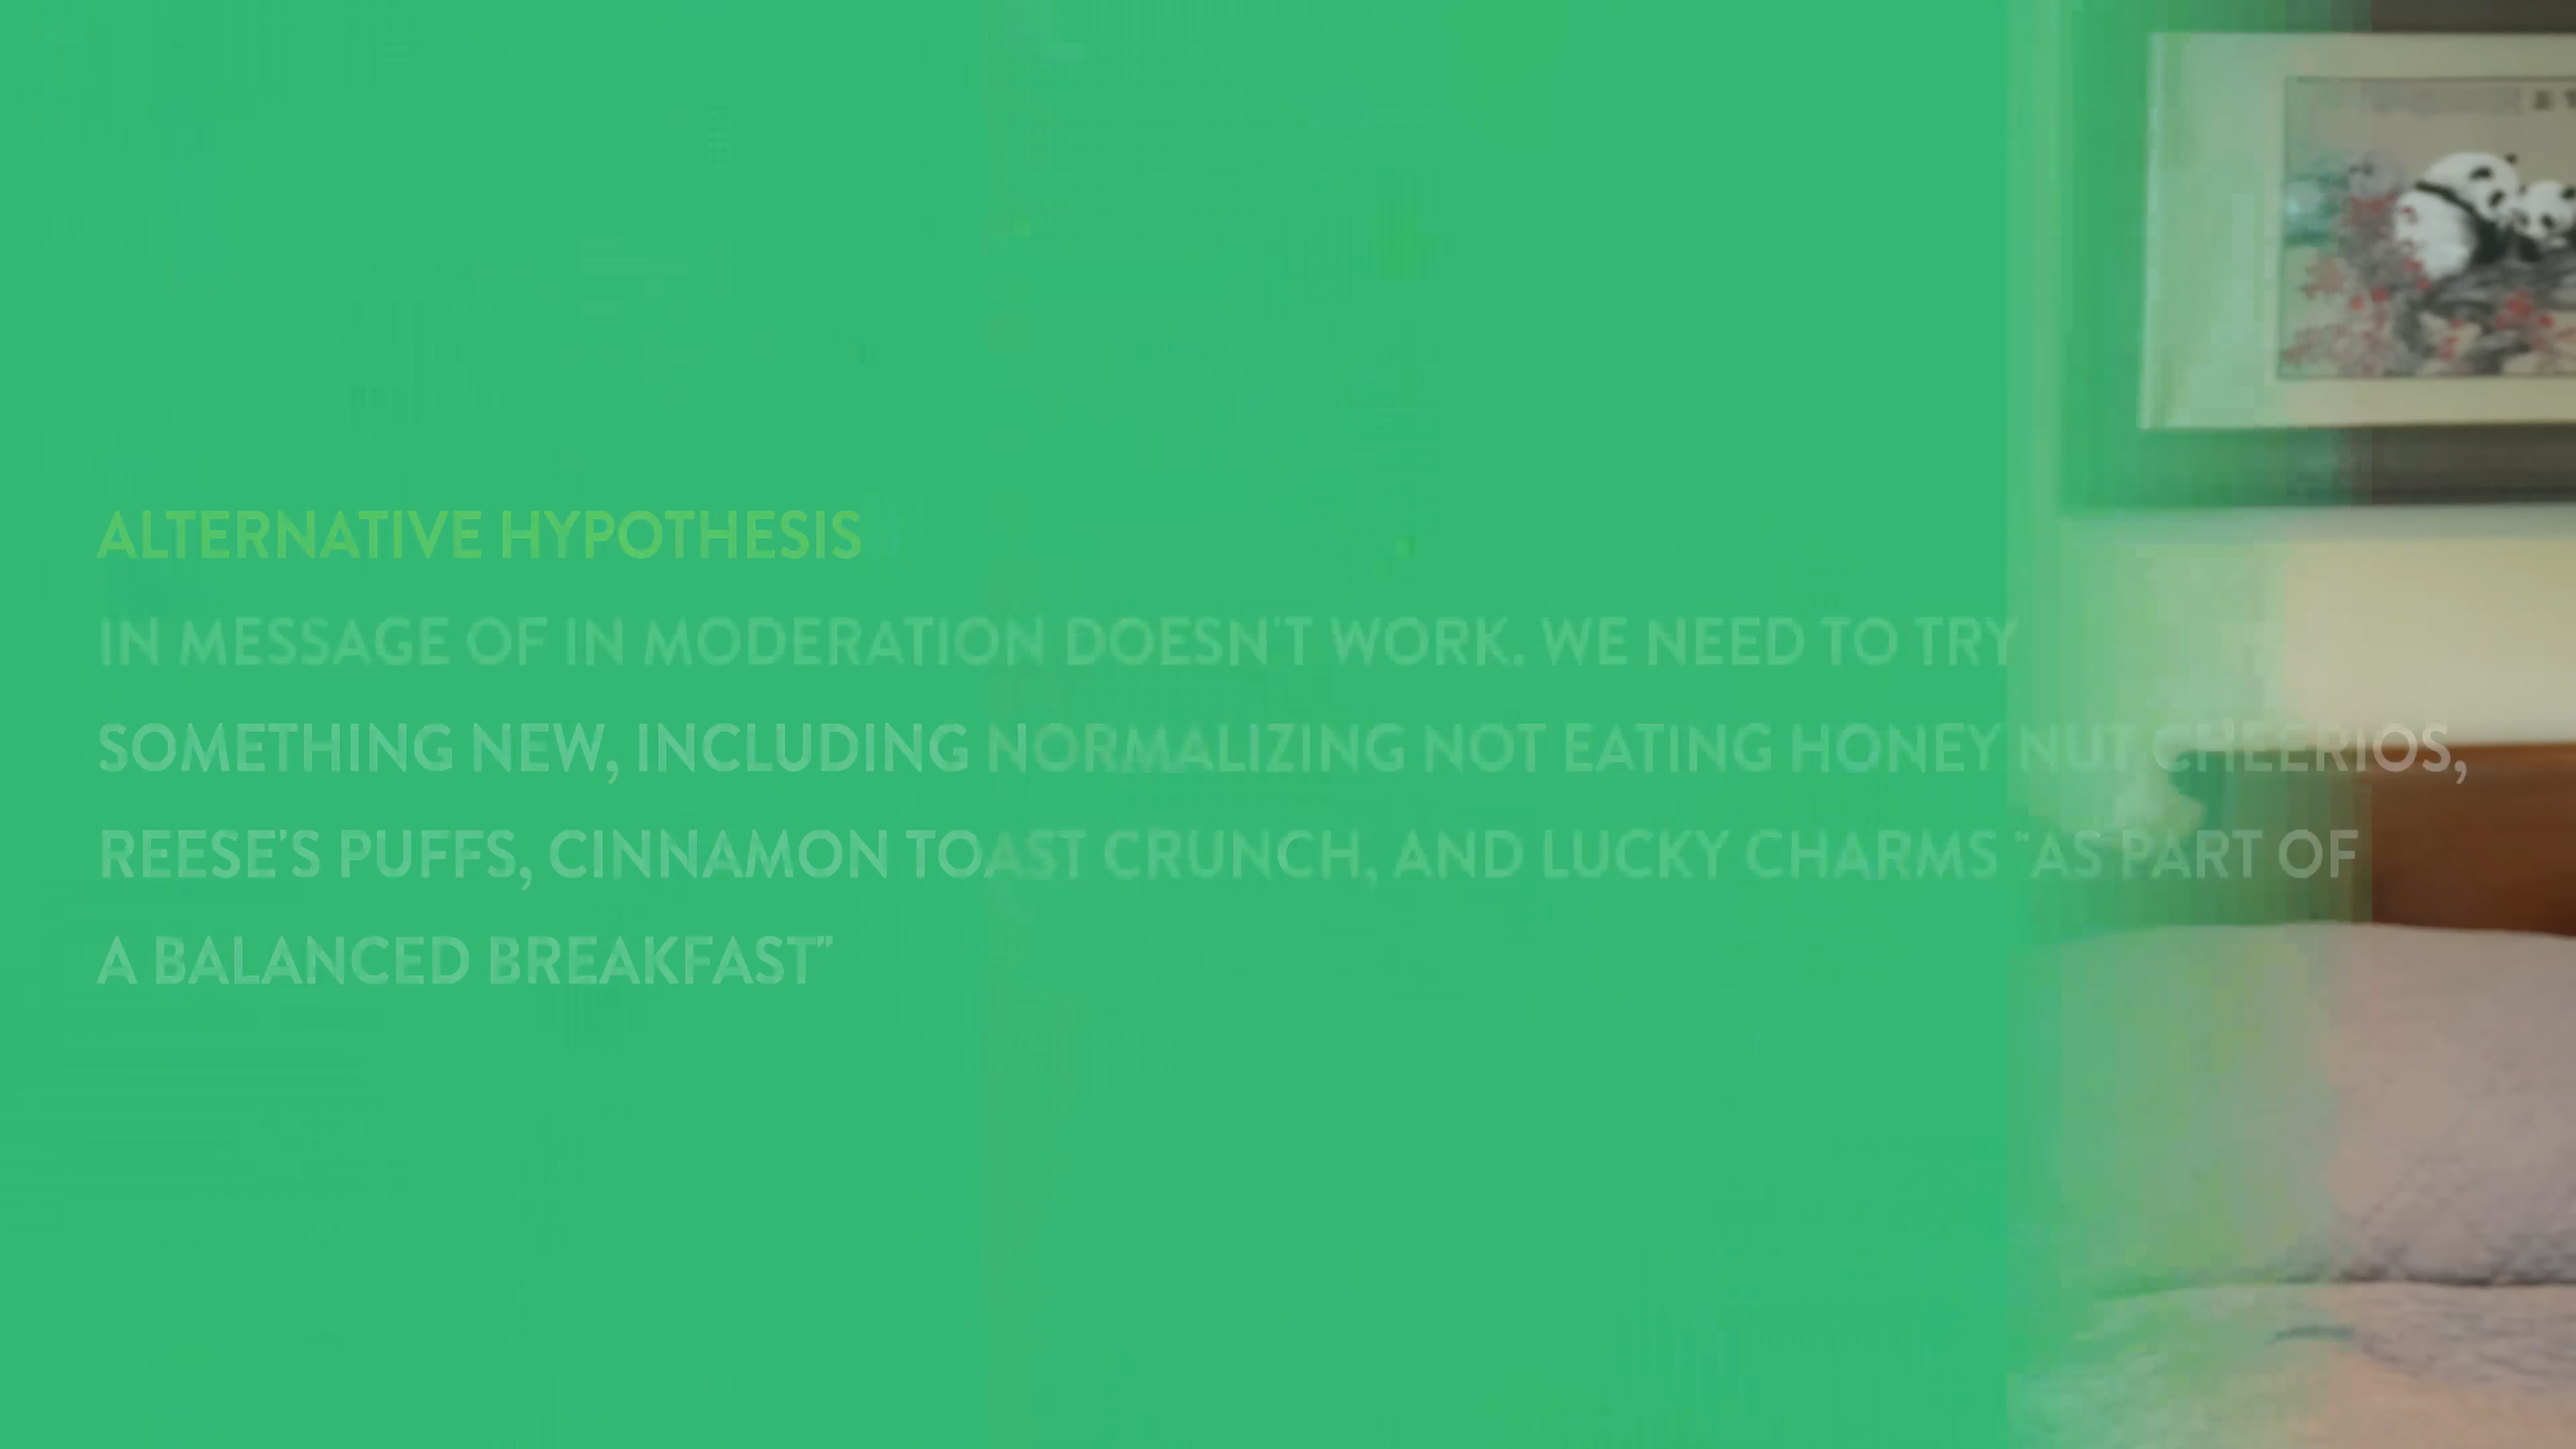 ALTERNATIVE HYPOTHESIS
IN MESSAGE OF IN MODERATION DOESN'T WORK. WE NEED TO TRY
SOMETHING NEW, INCLUDING NORMALIZING NOT EATING HONEY NUT CHEERIOS,
REESE'S PUFFS, CINNAMON TOAST CRUNCH, AND LUCKY CHARMS "AS PART OF
A BALANCED BREAKFAST"